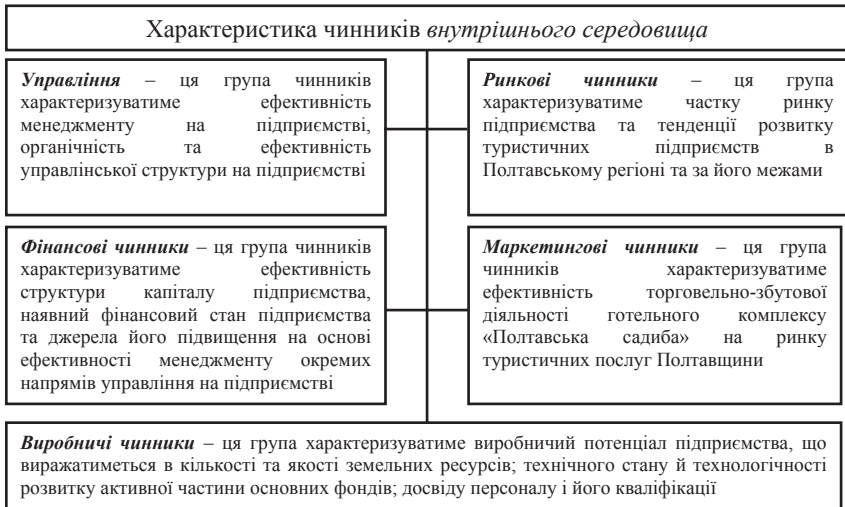 Характеристика чинників внутрішнього середовища
Управління – ця група чинників
характеризуватиме ефективність
менеджменту на підприємстві,
органічність та ефективність
управлінської структури на підприємстві
Ринкові чинники – ця група
характеризуватиме частку ринку
підприємства та тенденції розвитку
туристичних підприємств в
Полтавському регіоні та за його межами
Фінансові чинники – ця група чинників
характеризуватиме ефективність
структури капіталу підприємства,
наявний фінансовий стан підприємства
та джерела його підвищення на основі
ефективності менеджменту окремих
напрямів управління на підприємстві
Маркетингові чинники – ця група
чинників характеризуватиме
ефективність торговельно-збутової
діяльності готельного комплексу
«Полтавська садиба» на ринку
туристичних послуг Полтавщини
Виробничі чинники – ця група характеризуватиме виробничий потенціал підприємства, що
виражатиметься в кількості та якості земельних ресурсів; технічного стану й технологічності
розвитку активної частини основних фондів; досвіду персоналу і його кваліфікації